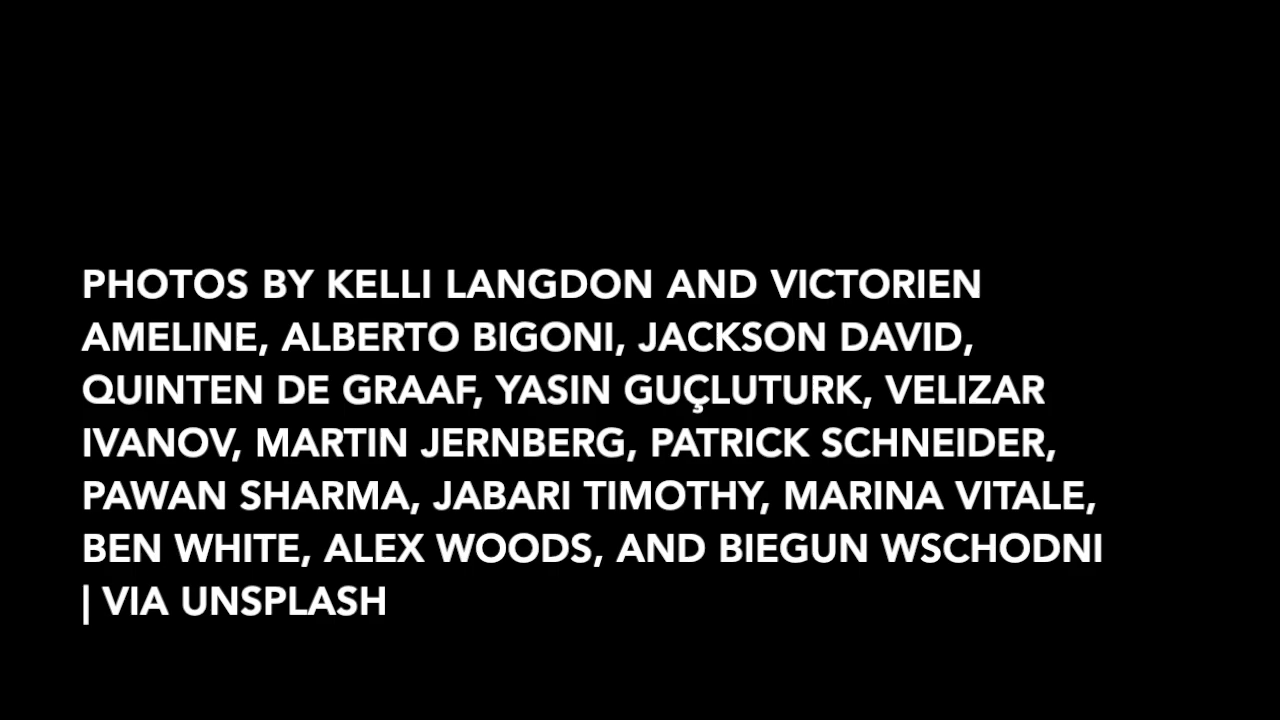 PHOTOS BY KELLI LANGDON AND VICTORIEN
AMELINE, ALBERTO BIGONI, JACKSON DAVID,
QUINTEN DE GRAAF, YASIN GUÇLUTURK, VELIZAR
IVANOV, MARTIN JERNBERG, PATRICK SCHNEIDER,
PAWAN SHARMA, JABARI TIMOTHY, MARINA VITALE,
BEN WHITE, ALEX WOODS, AND BIEGUN WSCHODNI
| VIA UNSPLASH